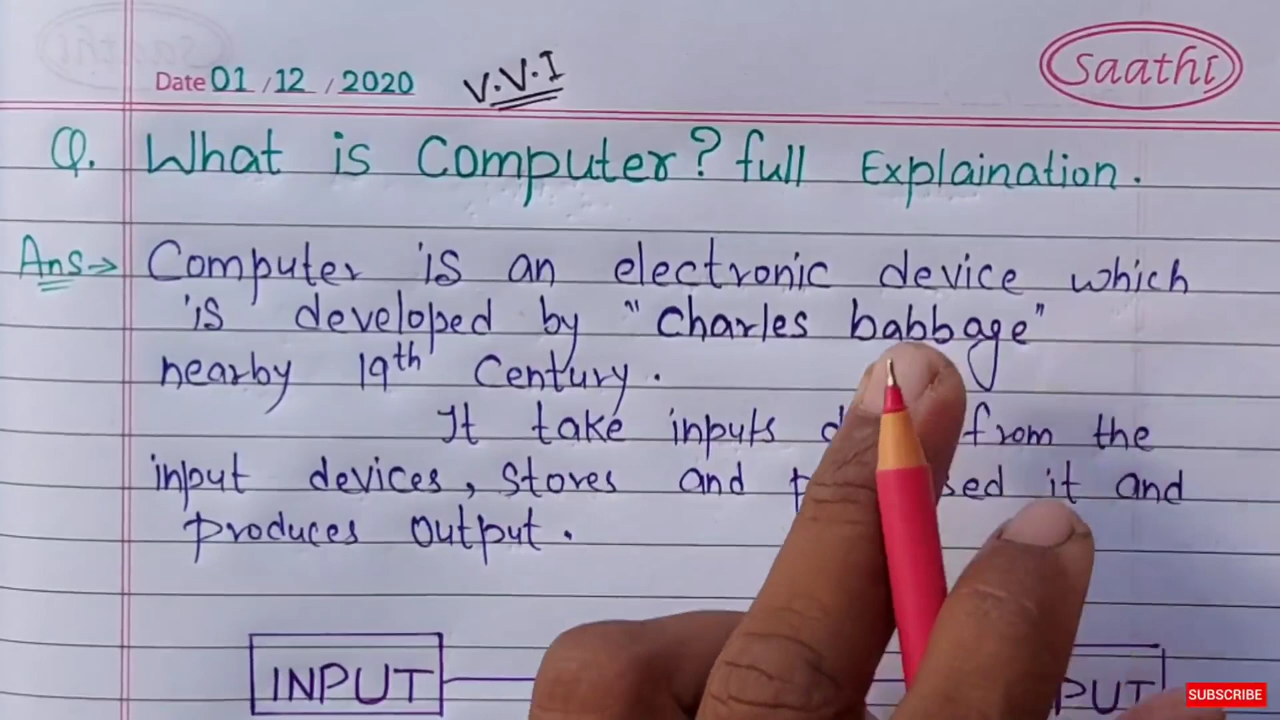 Saathi
Date 01 / 12 / 2020 V.V.I
Q. What is Computer? full Explaination.
Ans→ Computer is an electronic device which
is developed by "Charles babbage"
nearby 19th Century.
It take inputs from the
input devices, stores and it and
produces output.
INPUT
SUBSCRIBE